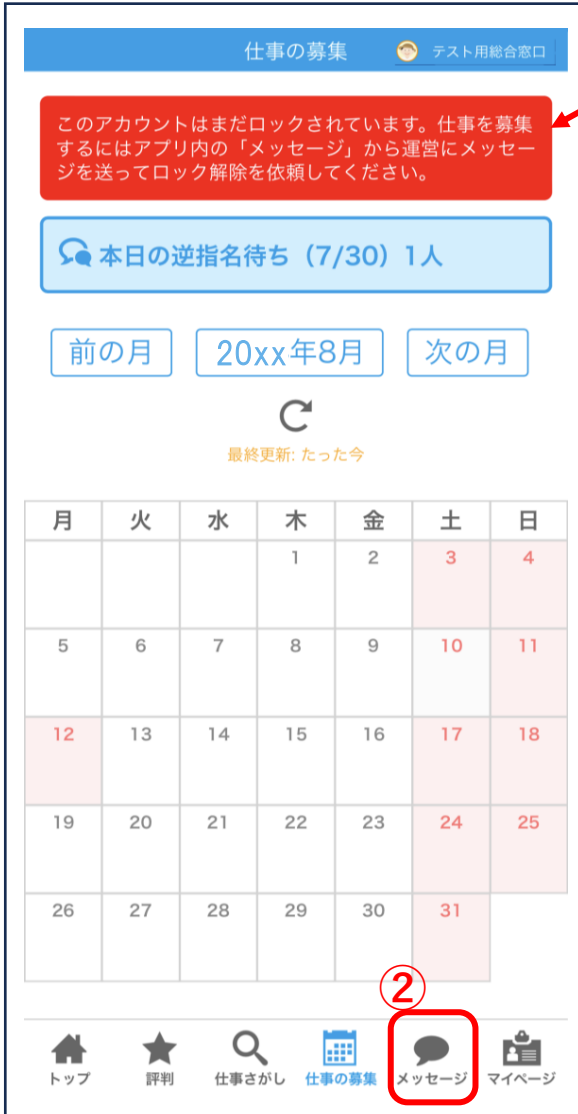 仕事の募集 テスト用総合窓口
このアカウントはまだロックされています。仕事を募集
するにはアプリ内の「メッセージ」から運営にメッセー
ジを送ってロック解除を依頼してください。
本日の逆指名待ち（7/30）1人
前の月 20xx年8月 次の月
最終更新: たった今
月 火 水 木 金 土 日
1 2 3 4
5 6 7 8 9 10 11
12 13 14 15 16 17 18
19 20 21 22 23 24 25
26 27 28 29 30 31
②
トップ 評判 仕事さがし 仕事の募集 メッセージ マイページ